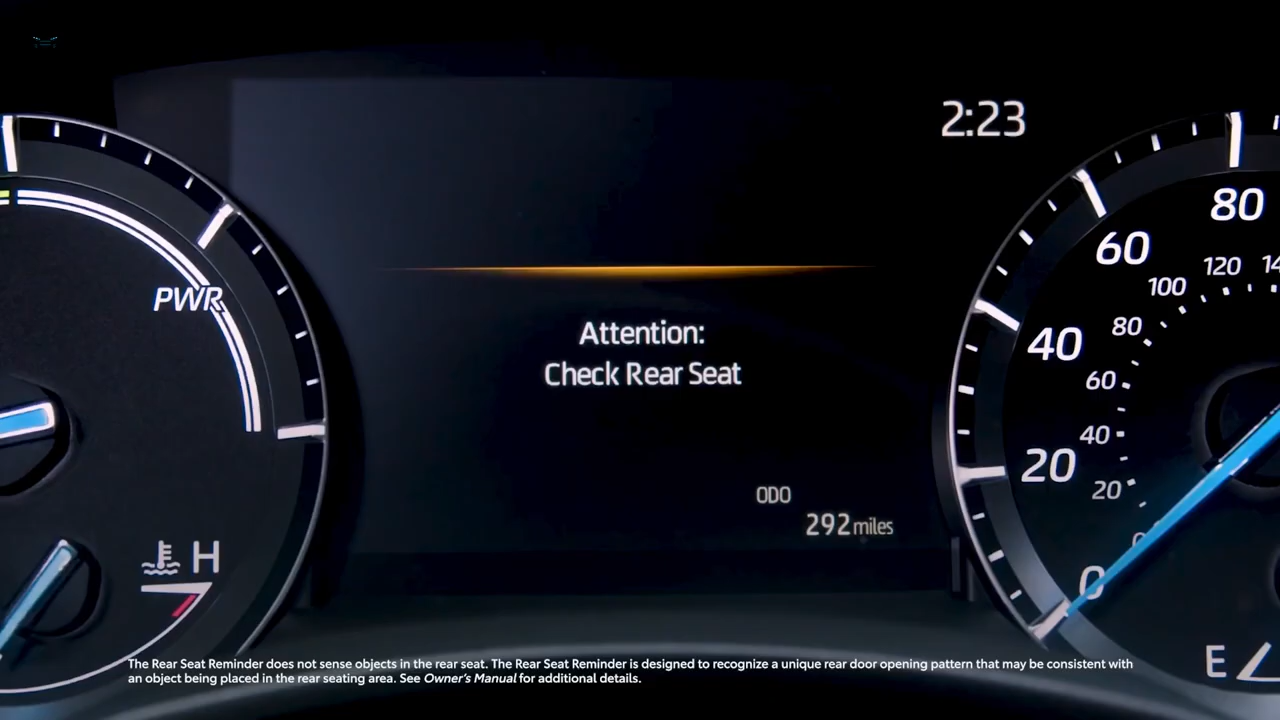 2:23
PWR
80
60
120
14
100
40
80
60
Attention:
Check Rear Seat
40
20
20
ODO
292 miles
H
0
E
The Rear Seat Reminder does not sense objects in the rear seat. The Rear Seat Reminder is designed to recognize a unique rear door opening pattern that may be consistent with
an object being placed in the rear seating area. See Owner's Manual for additional details.